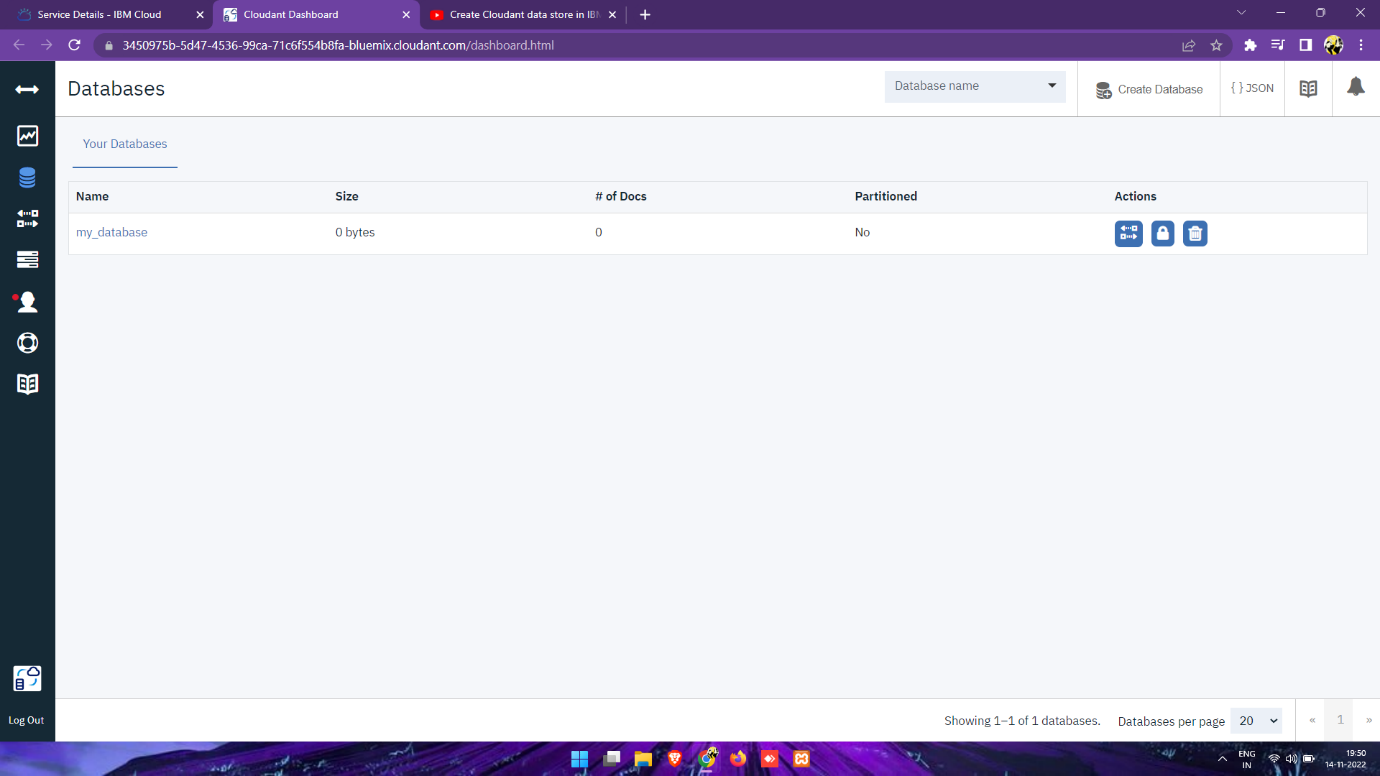 Service Details - IBM Cloud
Cloudant Dashboard
Create Cloudant data store in IBM
3450975b-5d47-4536-99ca-71c6f554b8fa-bluemix.cloudant.com/dashboard.html
Databases
Database name
Create Database
{ } JSON
Your Databases
Name Size # of Docs Partitioned Actions
my_database 0 bytes 0 No
Log Out
Showing 1–1 of 1 databases.
Databases per page 20
« 1 »
ENG
IN
19:50
14-11-2022